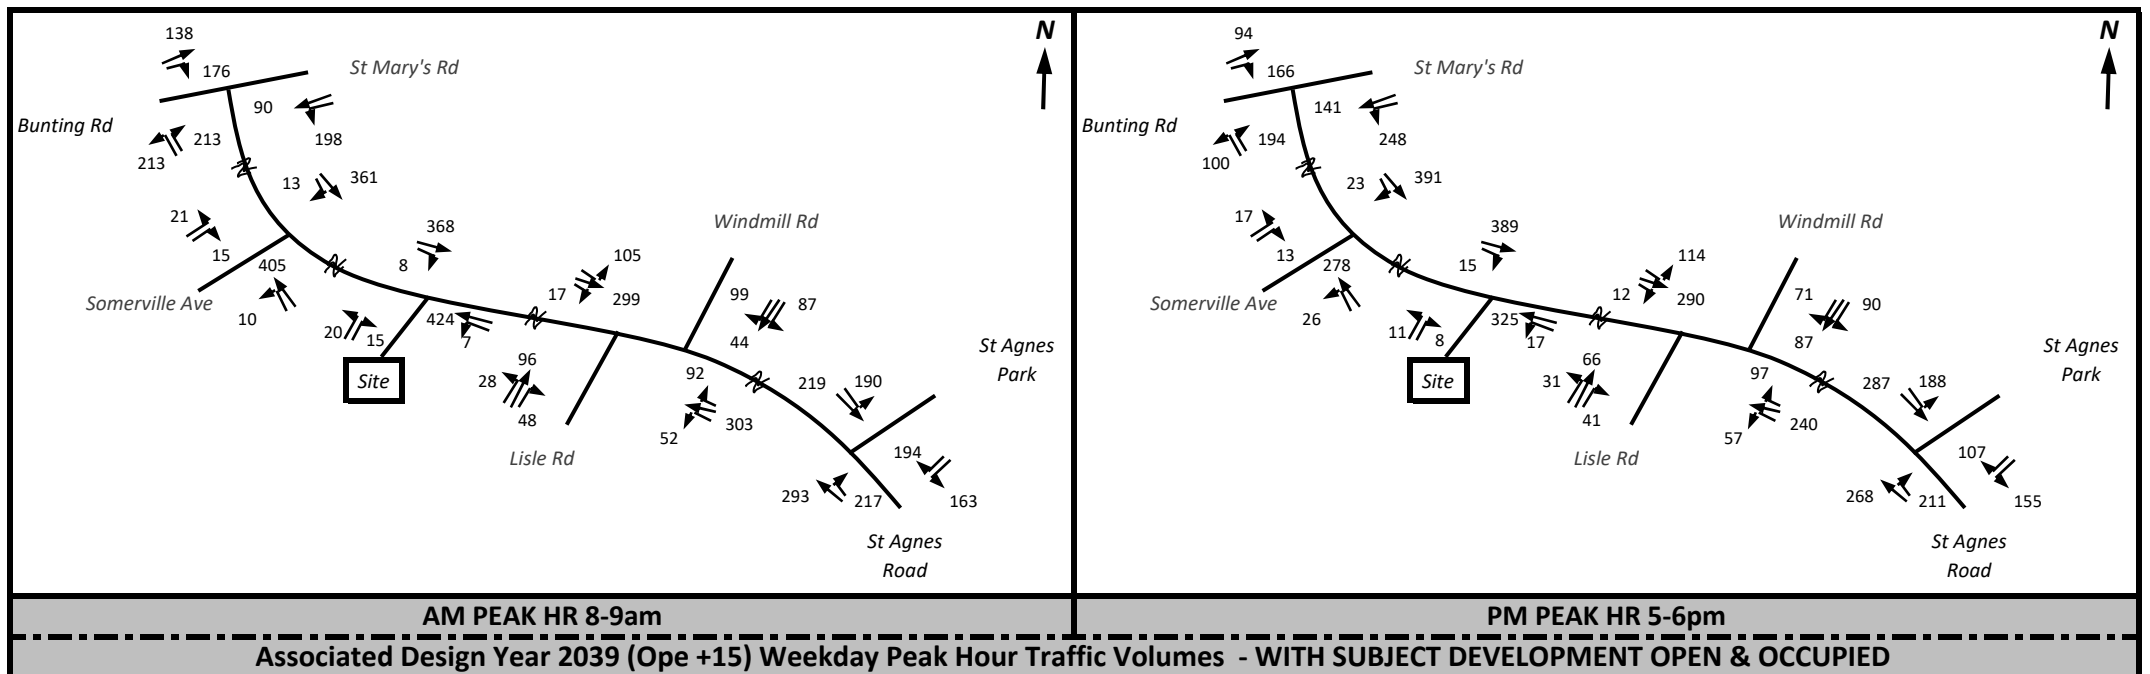 138
N
176
St Mary's Rd
90
Bunting Rd
213
198
213
13
361
21
Windmill Rd
368
15
105
405
8
Somerville Ave
17
299
99
87
10
20
15
424
7
44
St Agnes
Park
96
92
Site
28
219
190
48
303
52
194
Lisle Rd
293
217
163
St Agnes
Road
94
N
166
St Mary's Rd
141
Bunting Rd
194
248
100
23
391
17
Windmill Rd
389
13
114
278
15
Somerville Ave
12
290
71
90
26
11
8
325
17
87
St Agnes
Park
66
97
Site
31
287
188
41
240
57
107
Lisle Rd
268
211
155
St Agnes
Road
AM PEAK HR 8-9am
PM PEAK HR 5-6pm
Associated Design Year 2039 (Ope +15) Weekday Peak Hour Traffic Volumes - WITH SUBJECT DEVELOPMENT OPEN & OCCUPIED